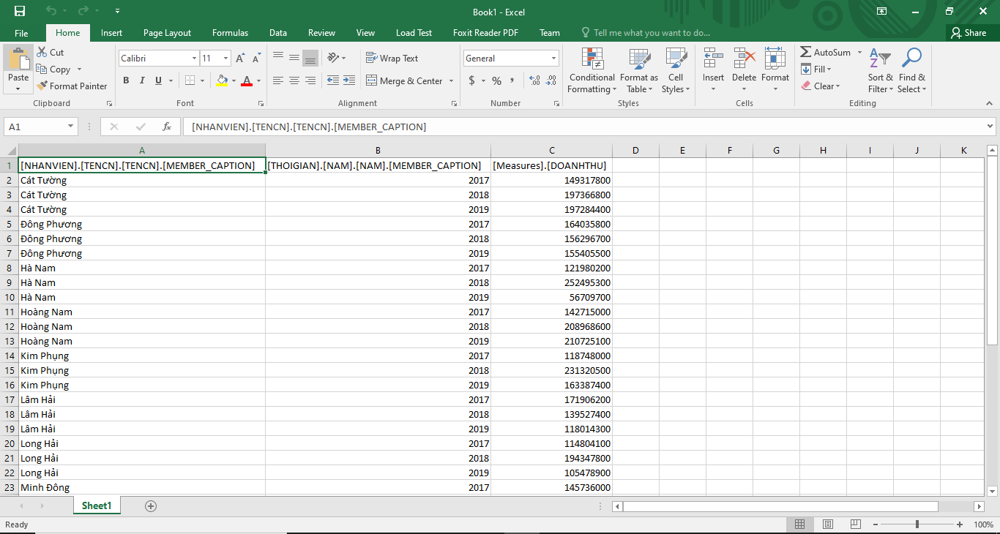 Book1 - Excel
File Home Insert Page Layout Formulas Data Review View Load Test Foxit Reader PDF Team Tell me what you want to do... Share
Paste
Cut
Copy
Format Painter
Clipboard
Calibri 11
B I U
Font
Wrap Text
Merge & Center
Alignment
General
$ % ,
Number
Conditional Formatting
Format as Table
Cell Styles
Styles
Insert Delete Format
Cells
AutoSum
Fill
Clear
Sort & Filter
Find & Select
Editing
A1 fx [NHANVIEN].[TENCN].[TENCN].[MEMBER_CAPTION]
A B C D E F G H I J K
1 [NHANVIEN].[TENCN].[TENCN].[MEMBER_CAPTION] [THOIGIAN].[NAM].[NAM].[MEMBER_CAPTION] [Measures].[DOANHTHU]
2 Cát Tường 2017 149317800
3 Cát Tường 2018 197366800
4 Cát Tường 2019 197284400
5 Đông Phương 2017 164035800
6 Đông Phương 2018 156296700
7 Đông Phương 2019 155405500
8 Hà Nam 2017 121980200
9 Hà Nam 2018 252495300
10 Hà Nam 2019 56709700
11 Hoàng Nam 2017 142715000
12 Hoàng Nam 2018 208968600
13 Hoàng Nam 2019 210725100
14 Kim Phụng 2017 118748000
15 Kim Phụng 2018 231320500
16 Kim Phụng 2019 163387400
17 Lâm Hải 2017 171906200
18 Lâm Hải 2018 139527400
19 Lâm Hải 2019 118014300
20 Long Hải 2017 114804100
21 Long Hải 2018 194347800
22 Long Hải 2019 105478900
23 Minh Đông 2017 145736000
Sheet1
Ready 100%